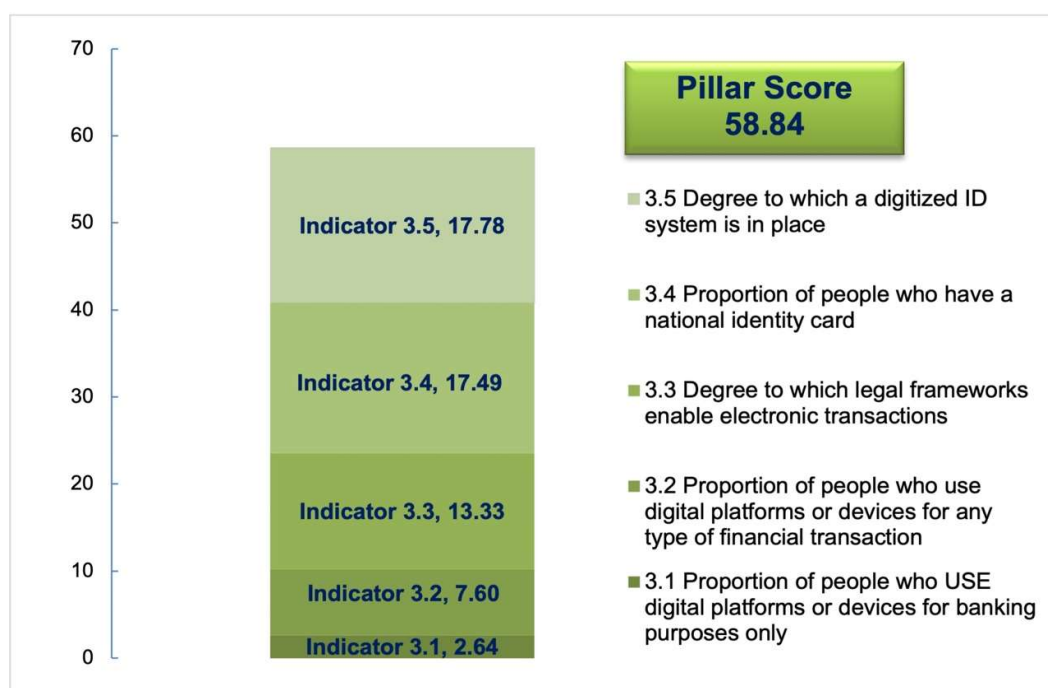 70
60
50
40
30
20
10
0
Indicator 3.5, 17.78
Indicator 3.4, 17.49
Indicator 3.3, 13.33
Indicator 3.2, 7.60
Indicator 3.1, 2.64
Pillar Score
58.84
3.5 Degree to which a digitized ID
system is in place
3.4 Proportion of people who have a
national identity card
3.3 Degree to which legal frameworks
enable electronic transactions
3.2 Proportion of people who use
digital platforms or devices for any
type of financial transaction
3.1 Proportion of people who USE
digital platforms or devices for banking
purposes only